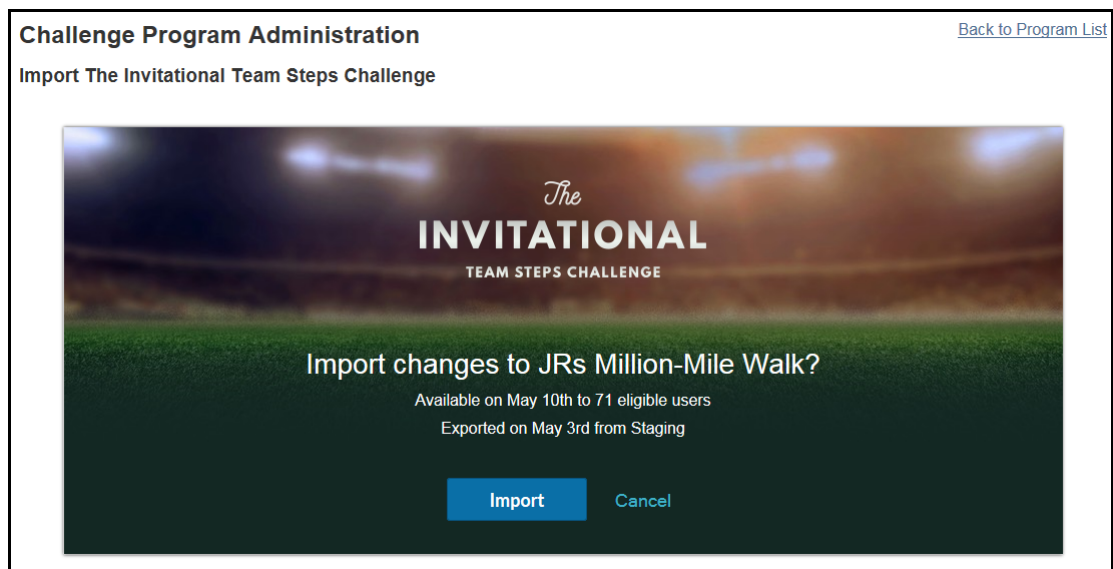 Challenge Program Administration
Back to Program List
Import The Invitational Team Steps Challenge
The
INVITATIONAL
TEAM STEPS CHALLENGE
Import changes to JRs Million-Mile Walk?
Available on May 10th to 71 eligible users
Exported on May 3rd from Staging
Import
Cancel